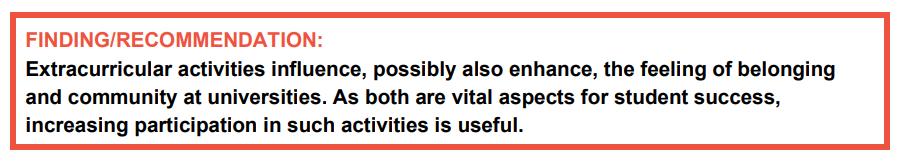 FINDING/RECOMMENDATION:
Extracurricular activities influence, possibly also enhance, the feeling of belonging
and community at universities. As both are vital aspects for student success,
increasing participation in such activities is useful.